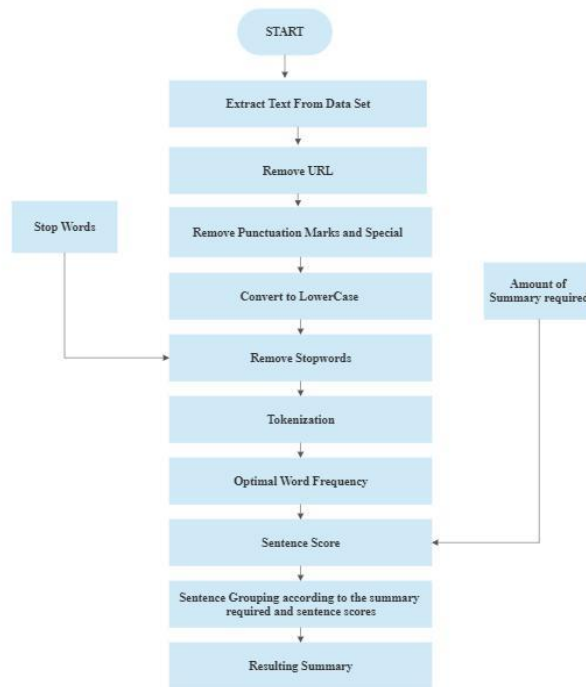 START
Extract Text From Data Set
Remove URL
Stop Words
Remove Punctuation Marks and Special
Convert to LowerCase
Amount of
Summary required
Remove Stopwords
Tokenization
Optimal Word Frequency
Sentence Score
Sentence Grouping according to the summary
required and sentence scores
Resulting Summary